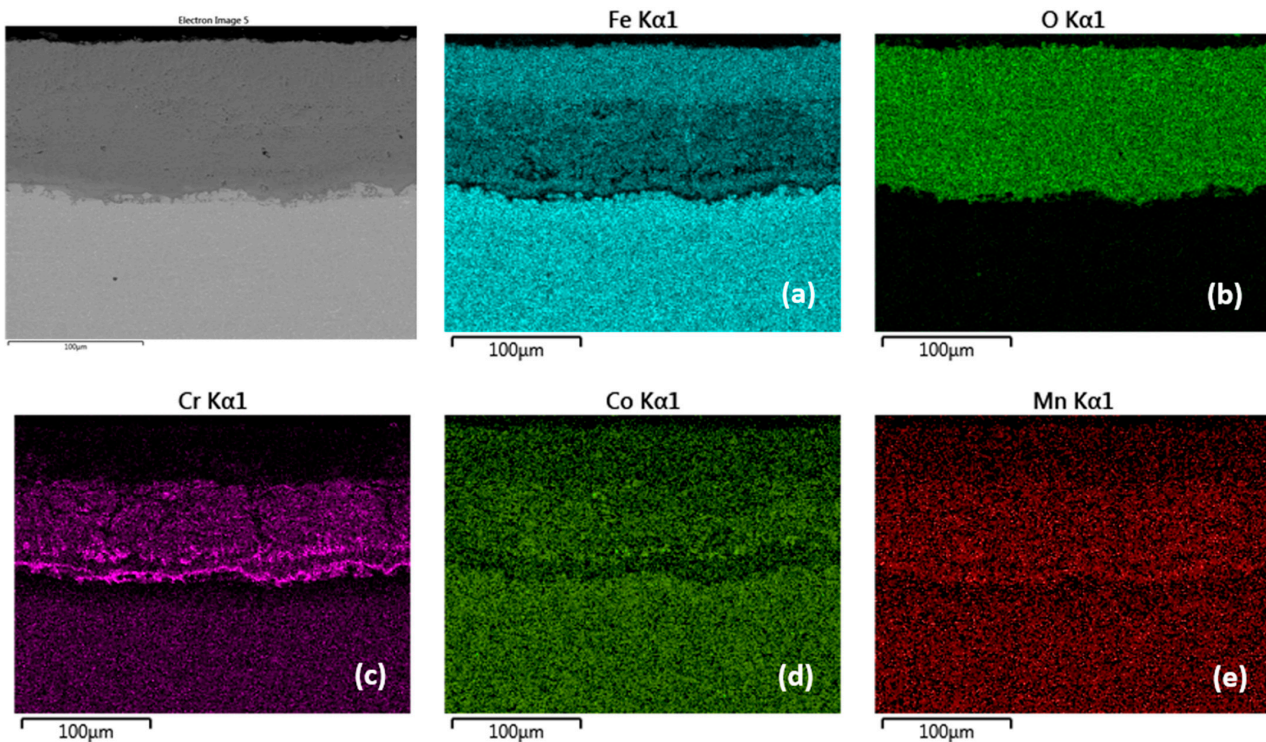 Electron Image 5
100µm
Fe Kα1
(a)
100µm
O Kα1
(b)
100µm
Cr Kα1
(c)
100µm
Co Kα1
(d)
100µm
Mn Kα1
(e)
100µm